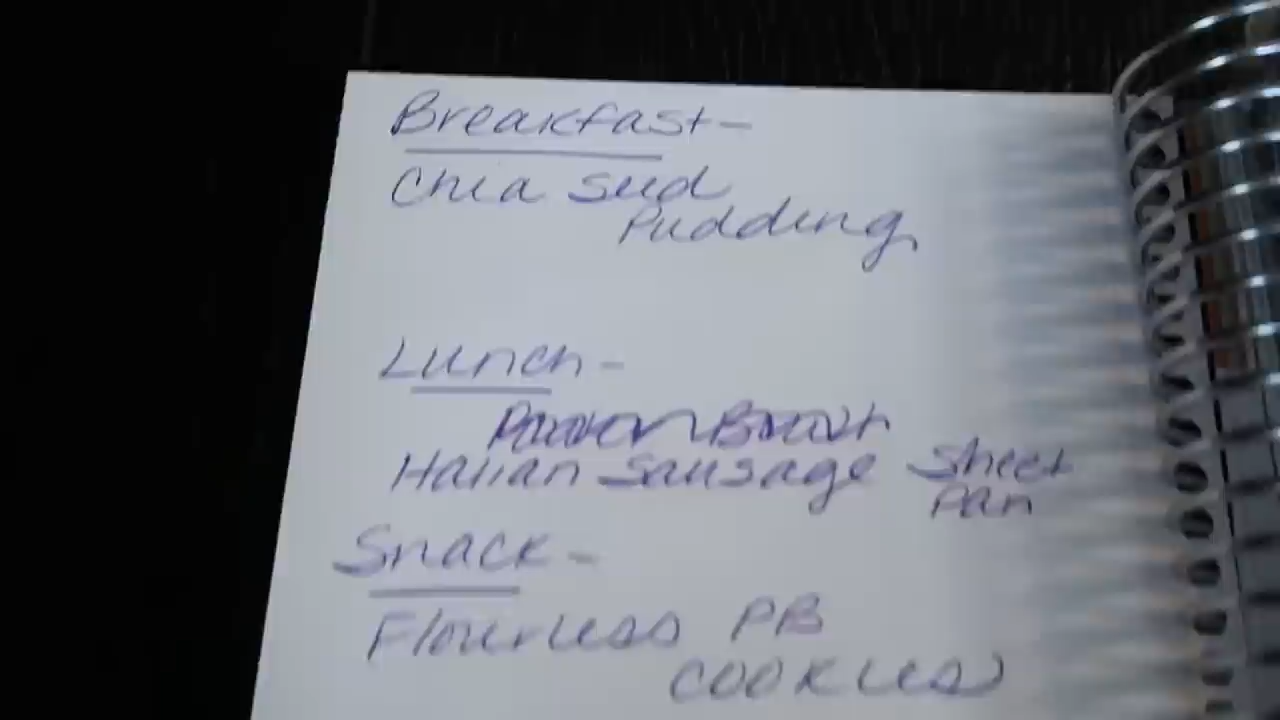 Breakfast-
Chia Seed
Pudding
Lunch-
Italian Sausage Sheet
Pan
Snack-
Flourless PB
cookies